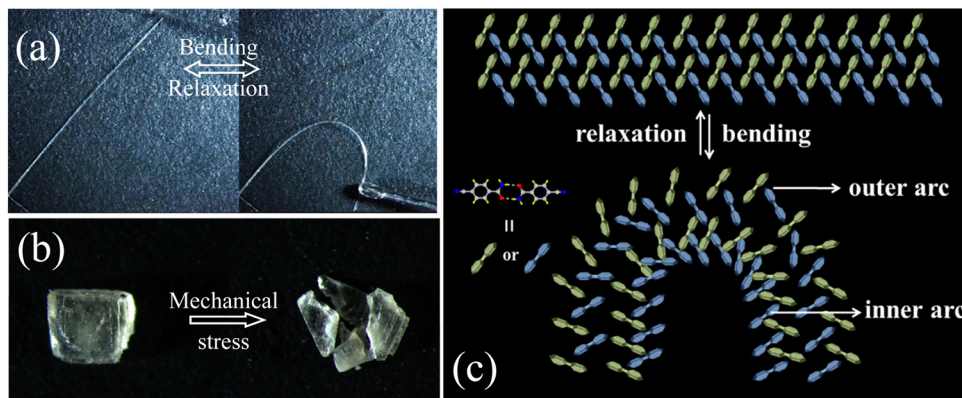 (a)
Bending
Relaxation
(b)
Mechanical
stress
relaxation
bending
outer arc
=
or
inner arc
(c)